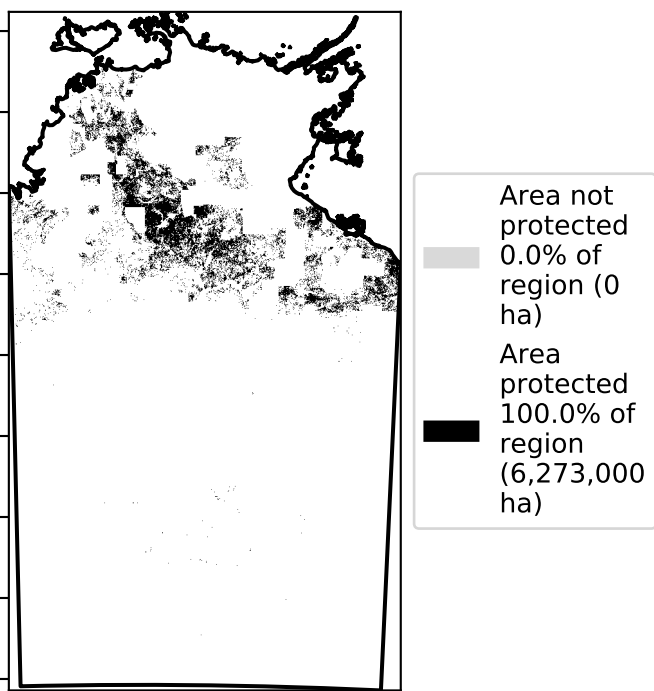 Area not
protected
0.0% of
region (0
ha)
Area
protected
100.0% of
region
(6,273,000
ha)